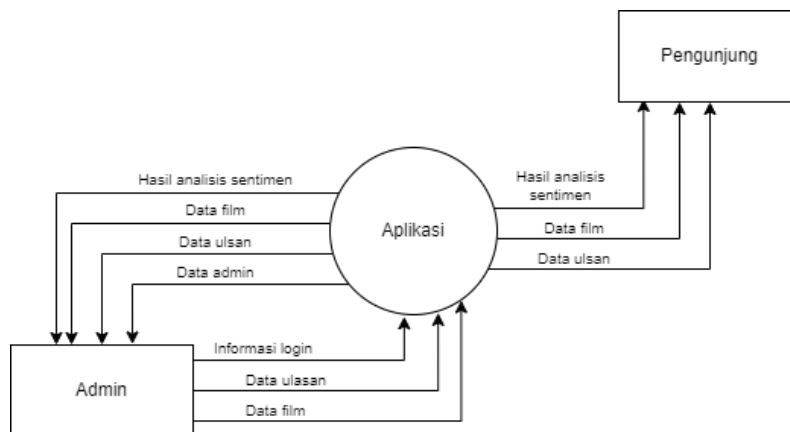 Pengunjung
Hasil analisis sentimen
Data film
Data ulsan
Data admin
Aplikasi
Hasil analisis
sentimen
Data film
Data ulsan
Admin
Informasi login
Data ulasan
Data film